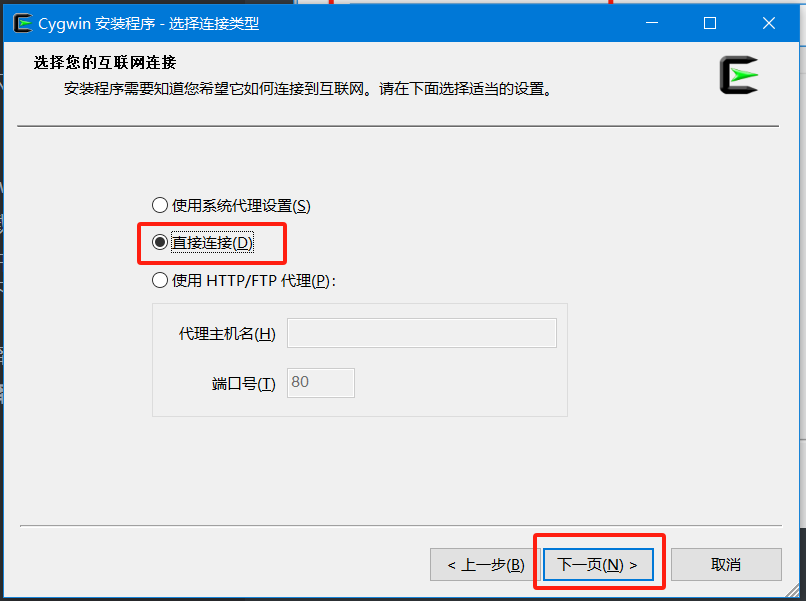 Cygwin 安装程序 - 选择连接类型
选择您的互联网连接
安装程序需要知道您希望它如何连接到互联网。请在下面选择适当的设置。
使用系统代理设置(S)
直接连接(D)
使用 HTTP/FTP 代理(P):
代理主机名(H)
端口号(T) 80
< 上一步(B) 下一页(N) > 取消